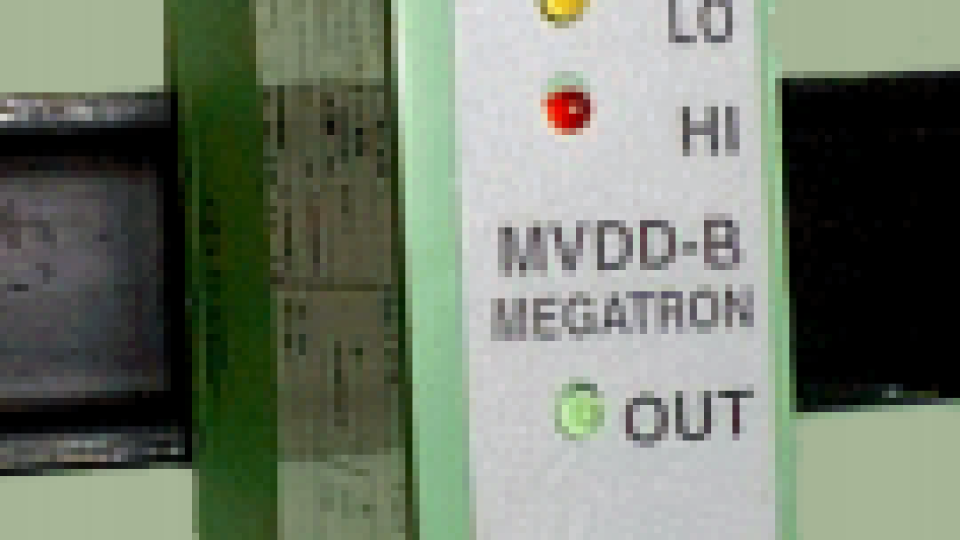 LO
HI
MVDD-B
MEGATRON
OUT